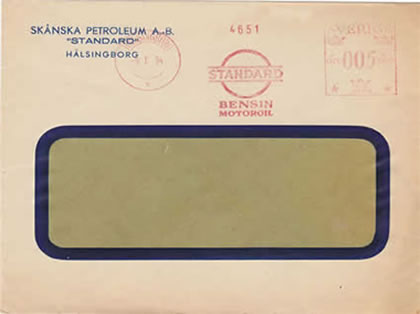 SKÅNSKA PETROLEUM A.-B.
"STANDARD"
HÄLSINGBORG
4651
STANDARD
BENSIN
MOTOROIL
SVERIGE
005